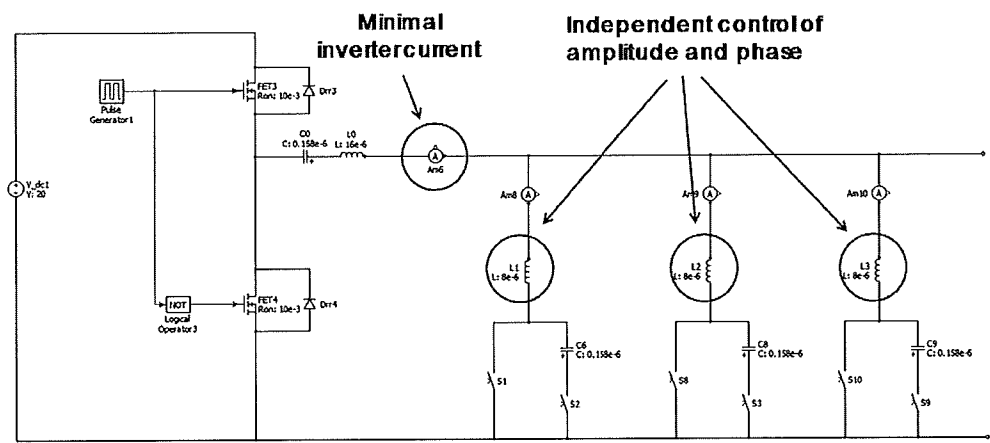 Minimal
invertercurrent
Independent control of
amplitude and phase
FET3
Ron: 10e-3
Drr3
Pulse
Generator1
C0
C: 0.158e-6
L0
L: 16e-6
A
Am6
V_dc1
V: 20
Am8
A
Am9
A
Am10
A
L1
L: 8e-6
L2
L: 8e-6
L3
L: 8e-6
FET4
Ron: 10e-3
Drr4
NOT
Logical
Operator3
C6
C: 0.158e-6
C8
C: 0.158e-6
C9
C: 0.158e-6
S1
S2
S8
S3
S10
S9